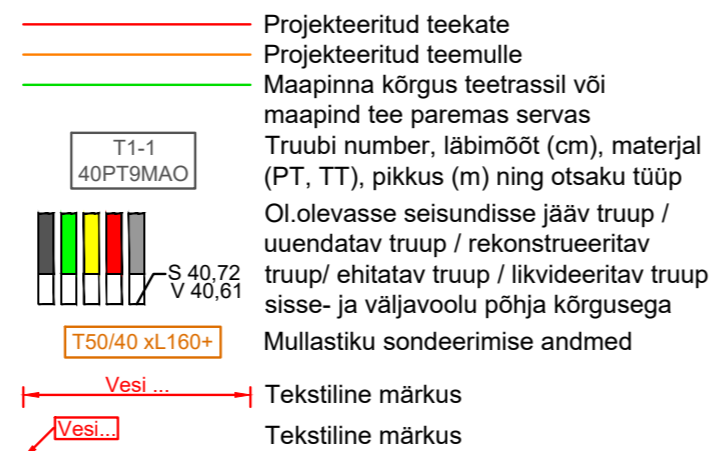 Projekteeritud teekate
Projekteeritud teemulle
Maapinna kõrgus teetrassil või
maapind tee paremas servas
T1-1
40PT9MAO
Truubi number, läbimõõt (cm), materjal
(PT, TT), pikkus (m) ning otsaku tüüp
S 40,72
V 40,61
Ol.olevasse seisundisse jääv truup /
uuendatav truup / rekonstrueeritav
truup/ ehitatav truup / likvideeritav truup
sisse- ja väljavoolu põhja kõrgusega
T50/40 xL160+
Mullastiku sondeerimise andmed
Vesi ...
Tekstiline märkus
Vesi...
Tekstiline märkus